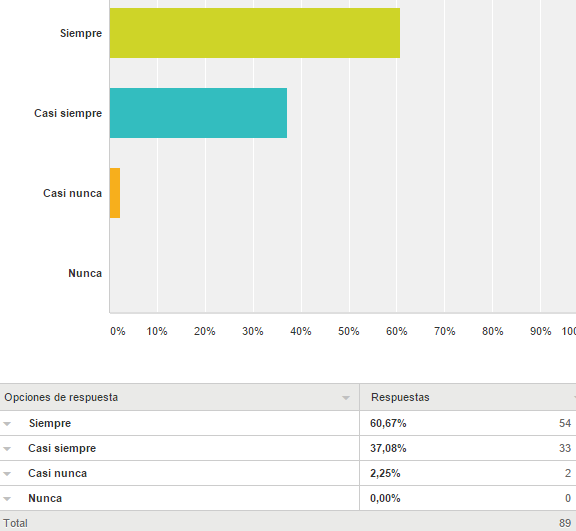 Siempre
Casi siempre
Casi nunca
Nunca
0% 10% 20% 30% 40% 50% 60% 70% 80% 90% 100
Opciones de respuesta Respuestas
Siempre 60,67% 54
Casi siempre 37,08% 33
Casi nunca 2,25% 2
Nunca 0,00% 0
Total 89